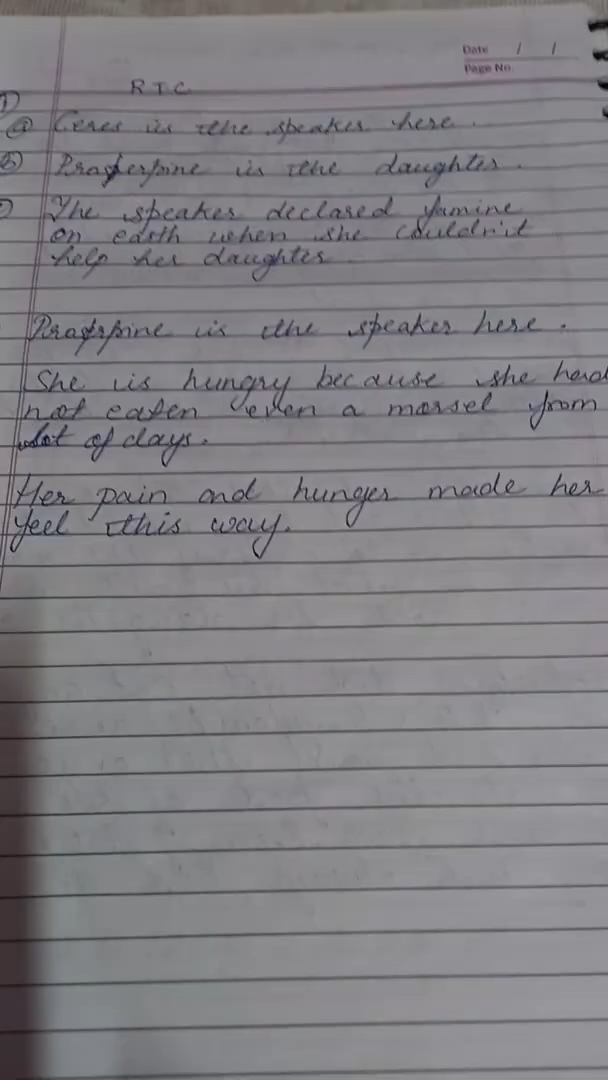 Date / /
Page No.
RTC
1)
a) Ceres is the speaker here.
b) Proserpine is the daughter.
The speaker declared famine
on earth when she couldn't
help her daughter.
Proserpine is the speaker here.
She is hungry because she had
not eaten even a morsel from
lot of days.
Her pain and hunger made her
feel this way.